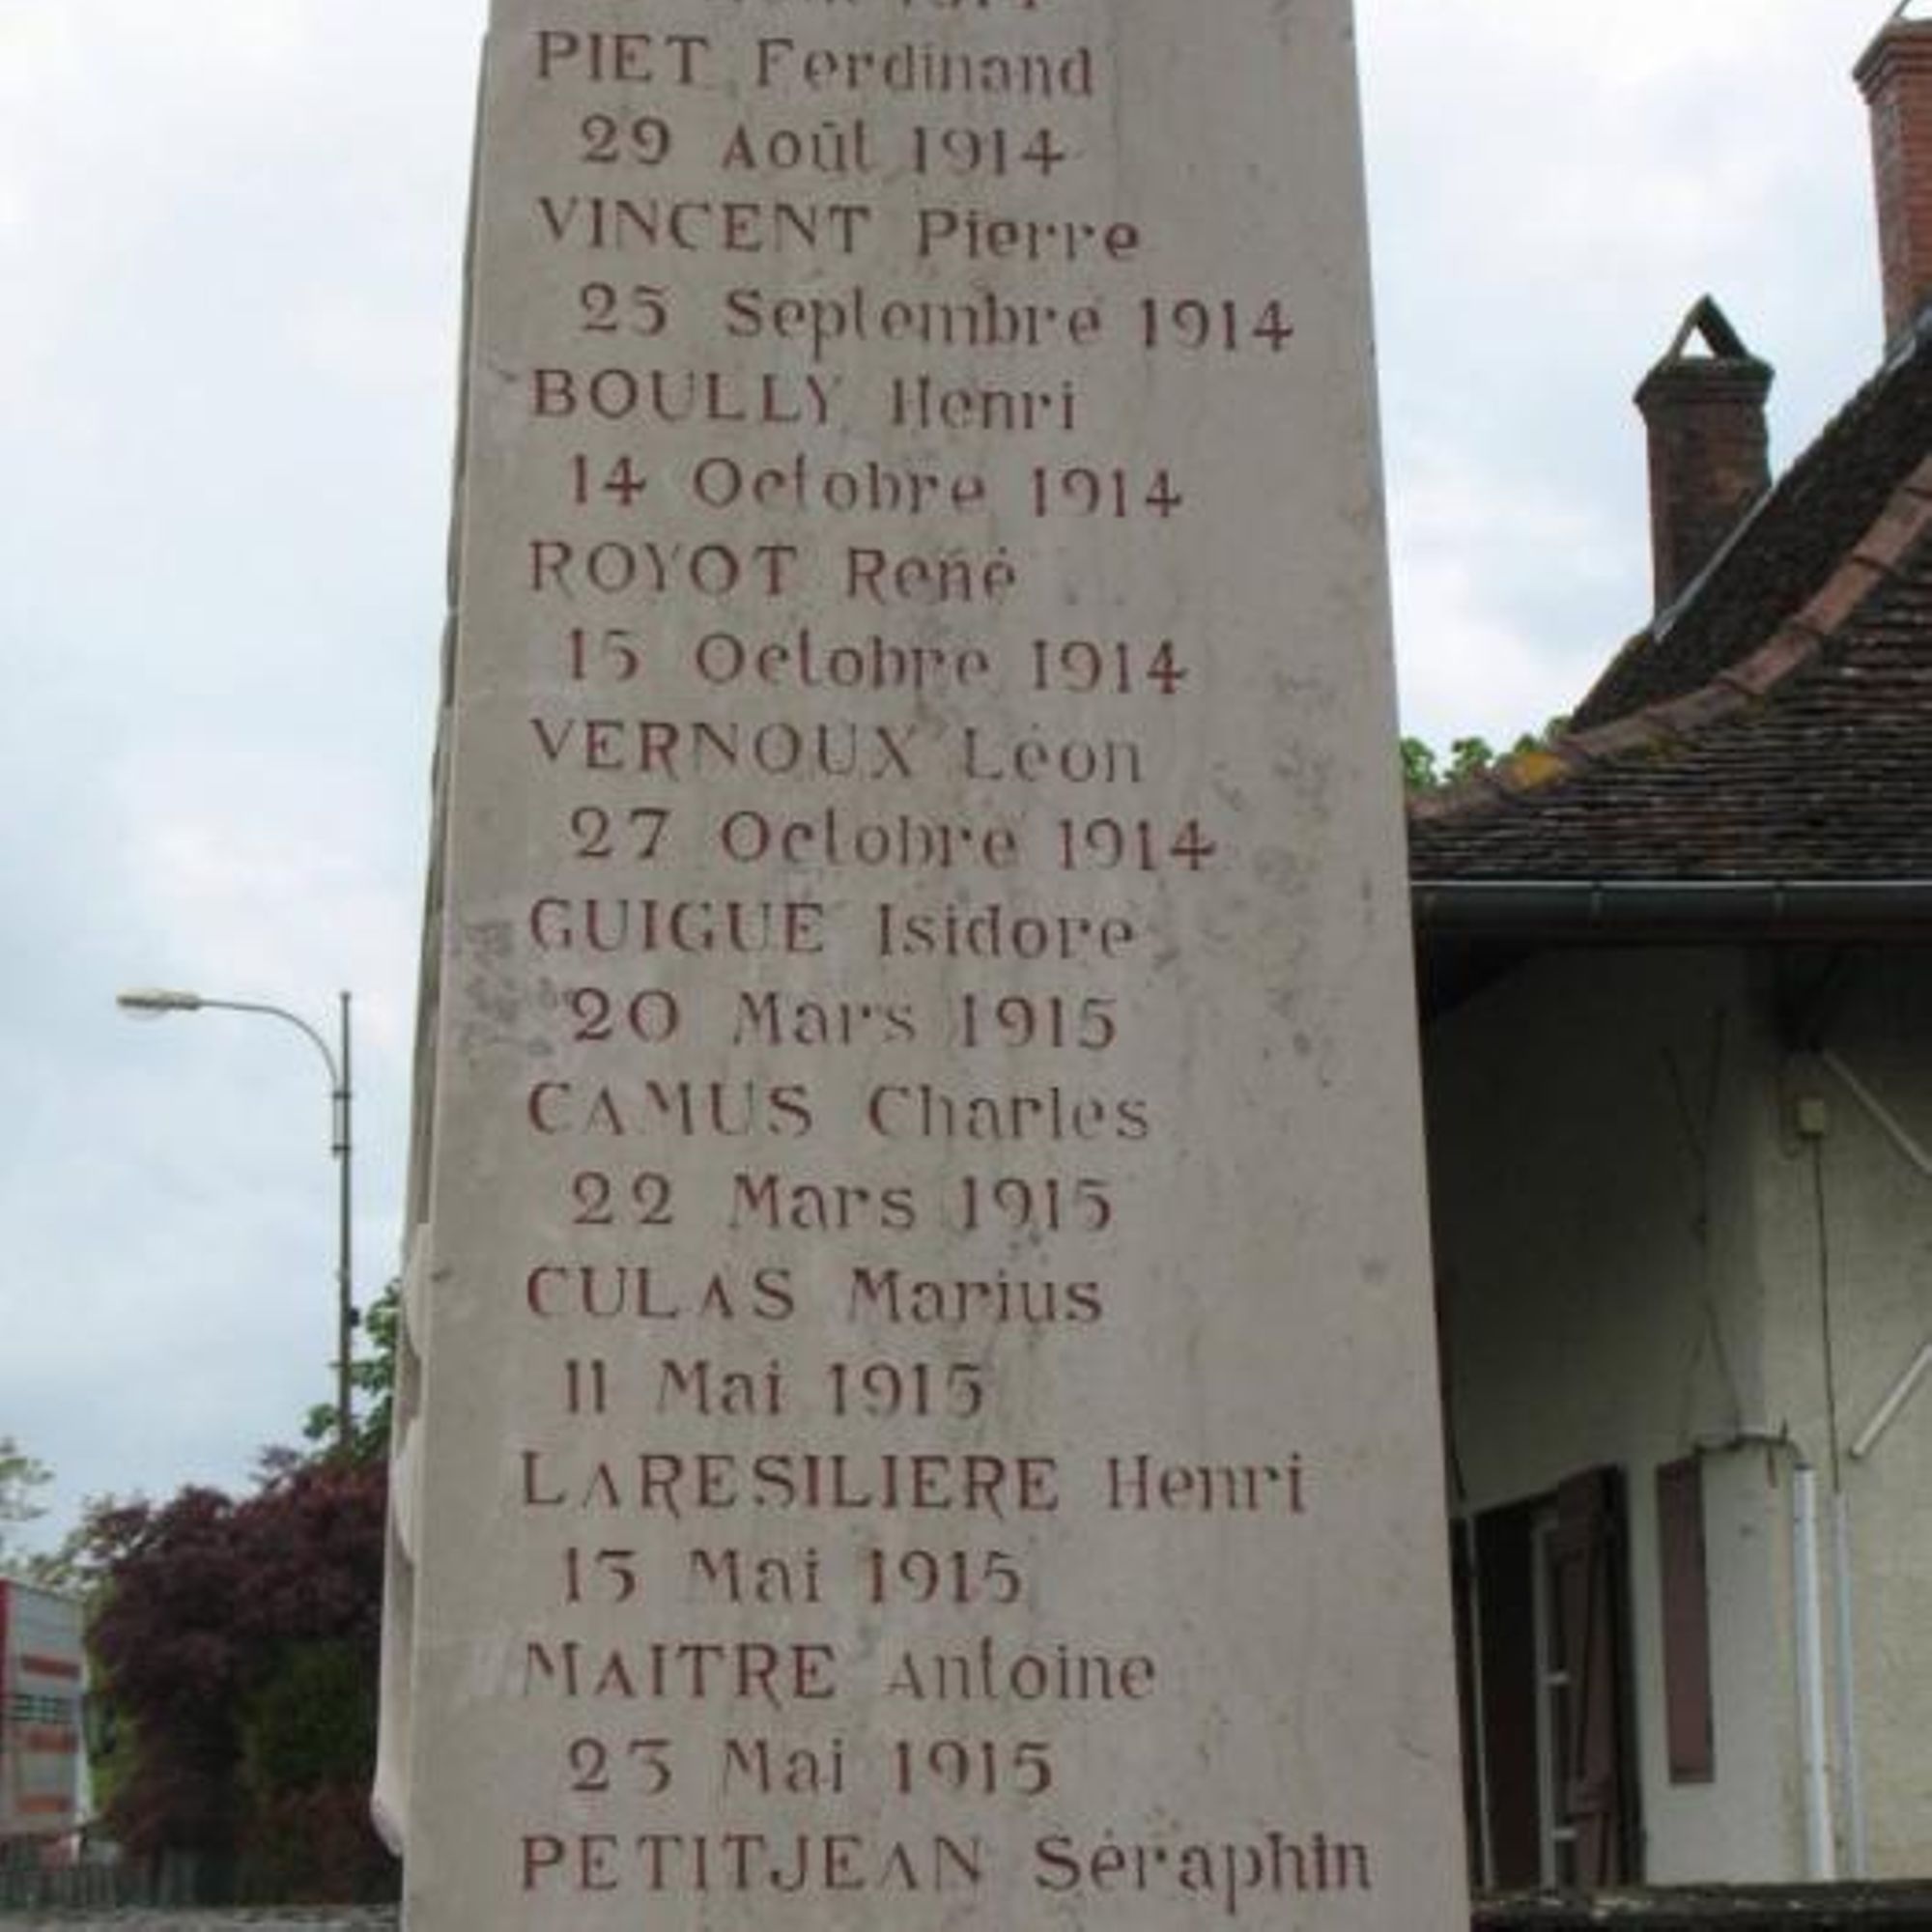 PIET Ferdinand
29 Août 1914
VINCENT Pierre
25 Septembre 1914
BOULLY Henri
14 Octobre 1914
ROYOT René
15 Octobre 1914
VERNOUX Léon
27 Octobre 1914
GUIGUE Isidore
20 Mars 1915
CAMUS Charles
22 Mars 1915
CULAS Marius
11 Mai 1915
LARESILIERE Henri
13 Mai 1915
MAITRE Antoine
23 Mai 1915
PETITJEAN Séraphin